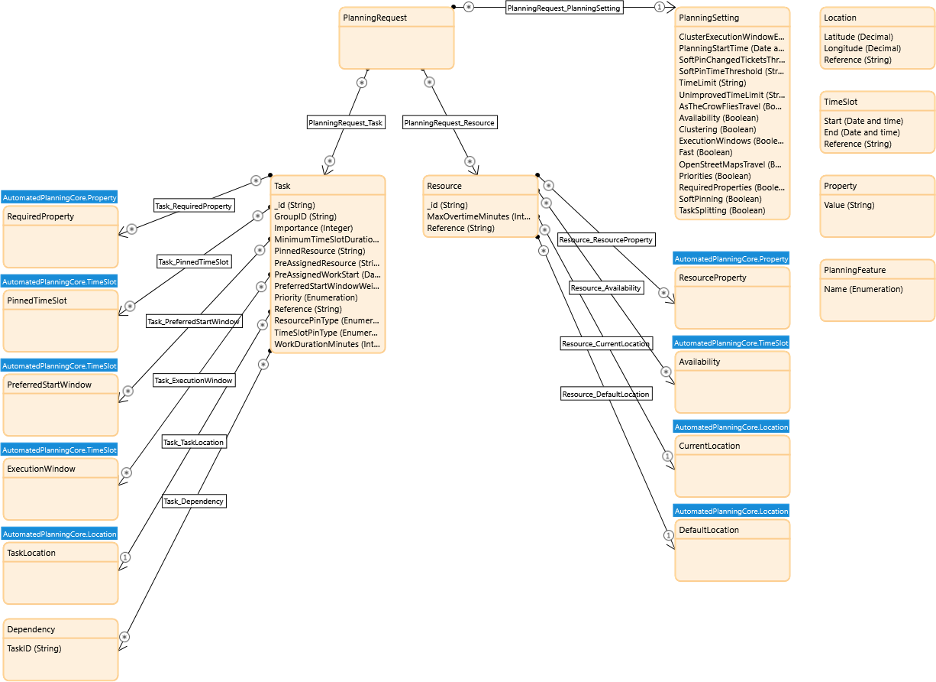 PlanningRequest
PlanningRequest_PlanningSetting
1
PlanningSetting
ClusterExecutionWindowE...
PlanningStartTime (Date a...
SoftPinChangedTicketsThr...
SoftPinTimeThreshold (Str...
TimeLimit (String)
UnimprovedTimeLimit (Str...
AsTheCrowFliesTravel (Bo...
Availability (Boolean)
Clustering (Boolean)
ExecutionWindows (Boole...
Fast (Boolean)
OpenStreetMapsTravel (B...
Priorities (Boolean)
RequiredProperties (Boole...
SoftPinning (Boolean)
TaskSplitting (Boolean)
Location
Latitude (Decimal)
Longitude (Decimal)
Reference (String)
TimeSlot
Start (Date and time)
End (Date and time)
Reference (String)
Property
Value (String)
PlanningFeature
Name (Enumeration)
PlanningRequest_Task
PlanningRequest_Resource
Task
_id (String)
GroupID (String)
Importance (Integer)
MinimumTimeSlotDuratio...
PinnedResource (String)
PreAssignedResource (Stri...
PreAssignedWorkStart (Da...
PreferredStartWindowWei...
Priority (Enumeration)
Reference (String)
ResourcePinType (Enumer...
TimeSlotPinType (Enumer...
WorkDurationMinutes (Int...
Resource
_id (String)
MaxOvertimeMinutes (Int...
Reference (String)
AutomatedPlanningCore.Property
RequiredProperty
Task_RequiredProperty
AutomatedPlanningCore.TimeSlot
PinnedTimeSlot
Task_PinnedTimeSlot
AutomatedPlanningCore.TimeSlot
PreferredStartWindow
Task_PreferredStartWindow
AutomatedPlanningCore.TimeSlot
ExecutionWindow
Task_ExecutionWindow
AutomatedPlanningCore.Location
TaskLocation
Task_TaskLocation
1
Dependency
TaskID (String)
Task_Dependency
Resource_ResourceProperty
AutomatedPlanningCore.Property
ResourceProperty
Resource_Availability
AutomatedPlanningCore.TimeSlot
Availability
Resource_CurrentLocation
AutomatedPlanningCore.Location
CurrentLocation
1
Resource_DefaultLocation
AutomatedPlanningCore.Location
DefaultLocation
1